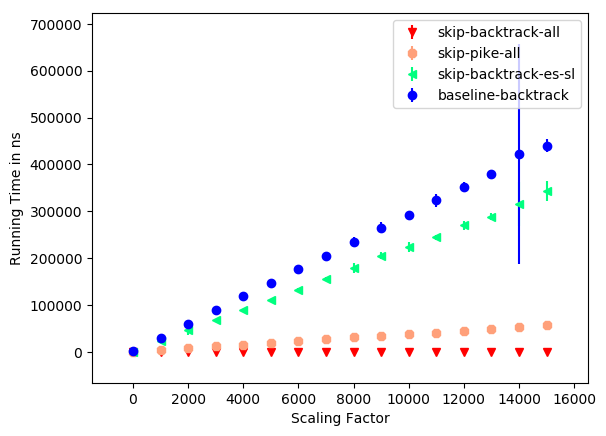 700000
600000
500000
400000
300000
200000
100000
0
Running Time in ns
skip-backtrack-all
skip-pike-all
skip-backtrack-es-sl
baseline-backtrack
0 2000 4000 6000 8000 10000 12000 14000 16000
Scaling Factor